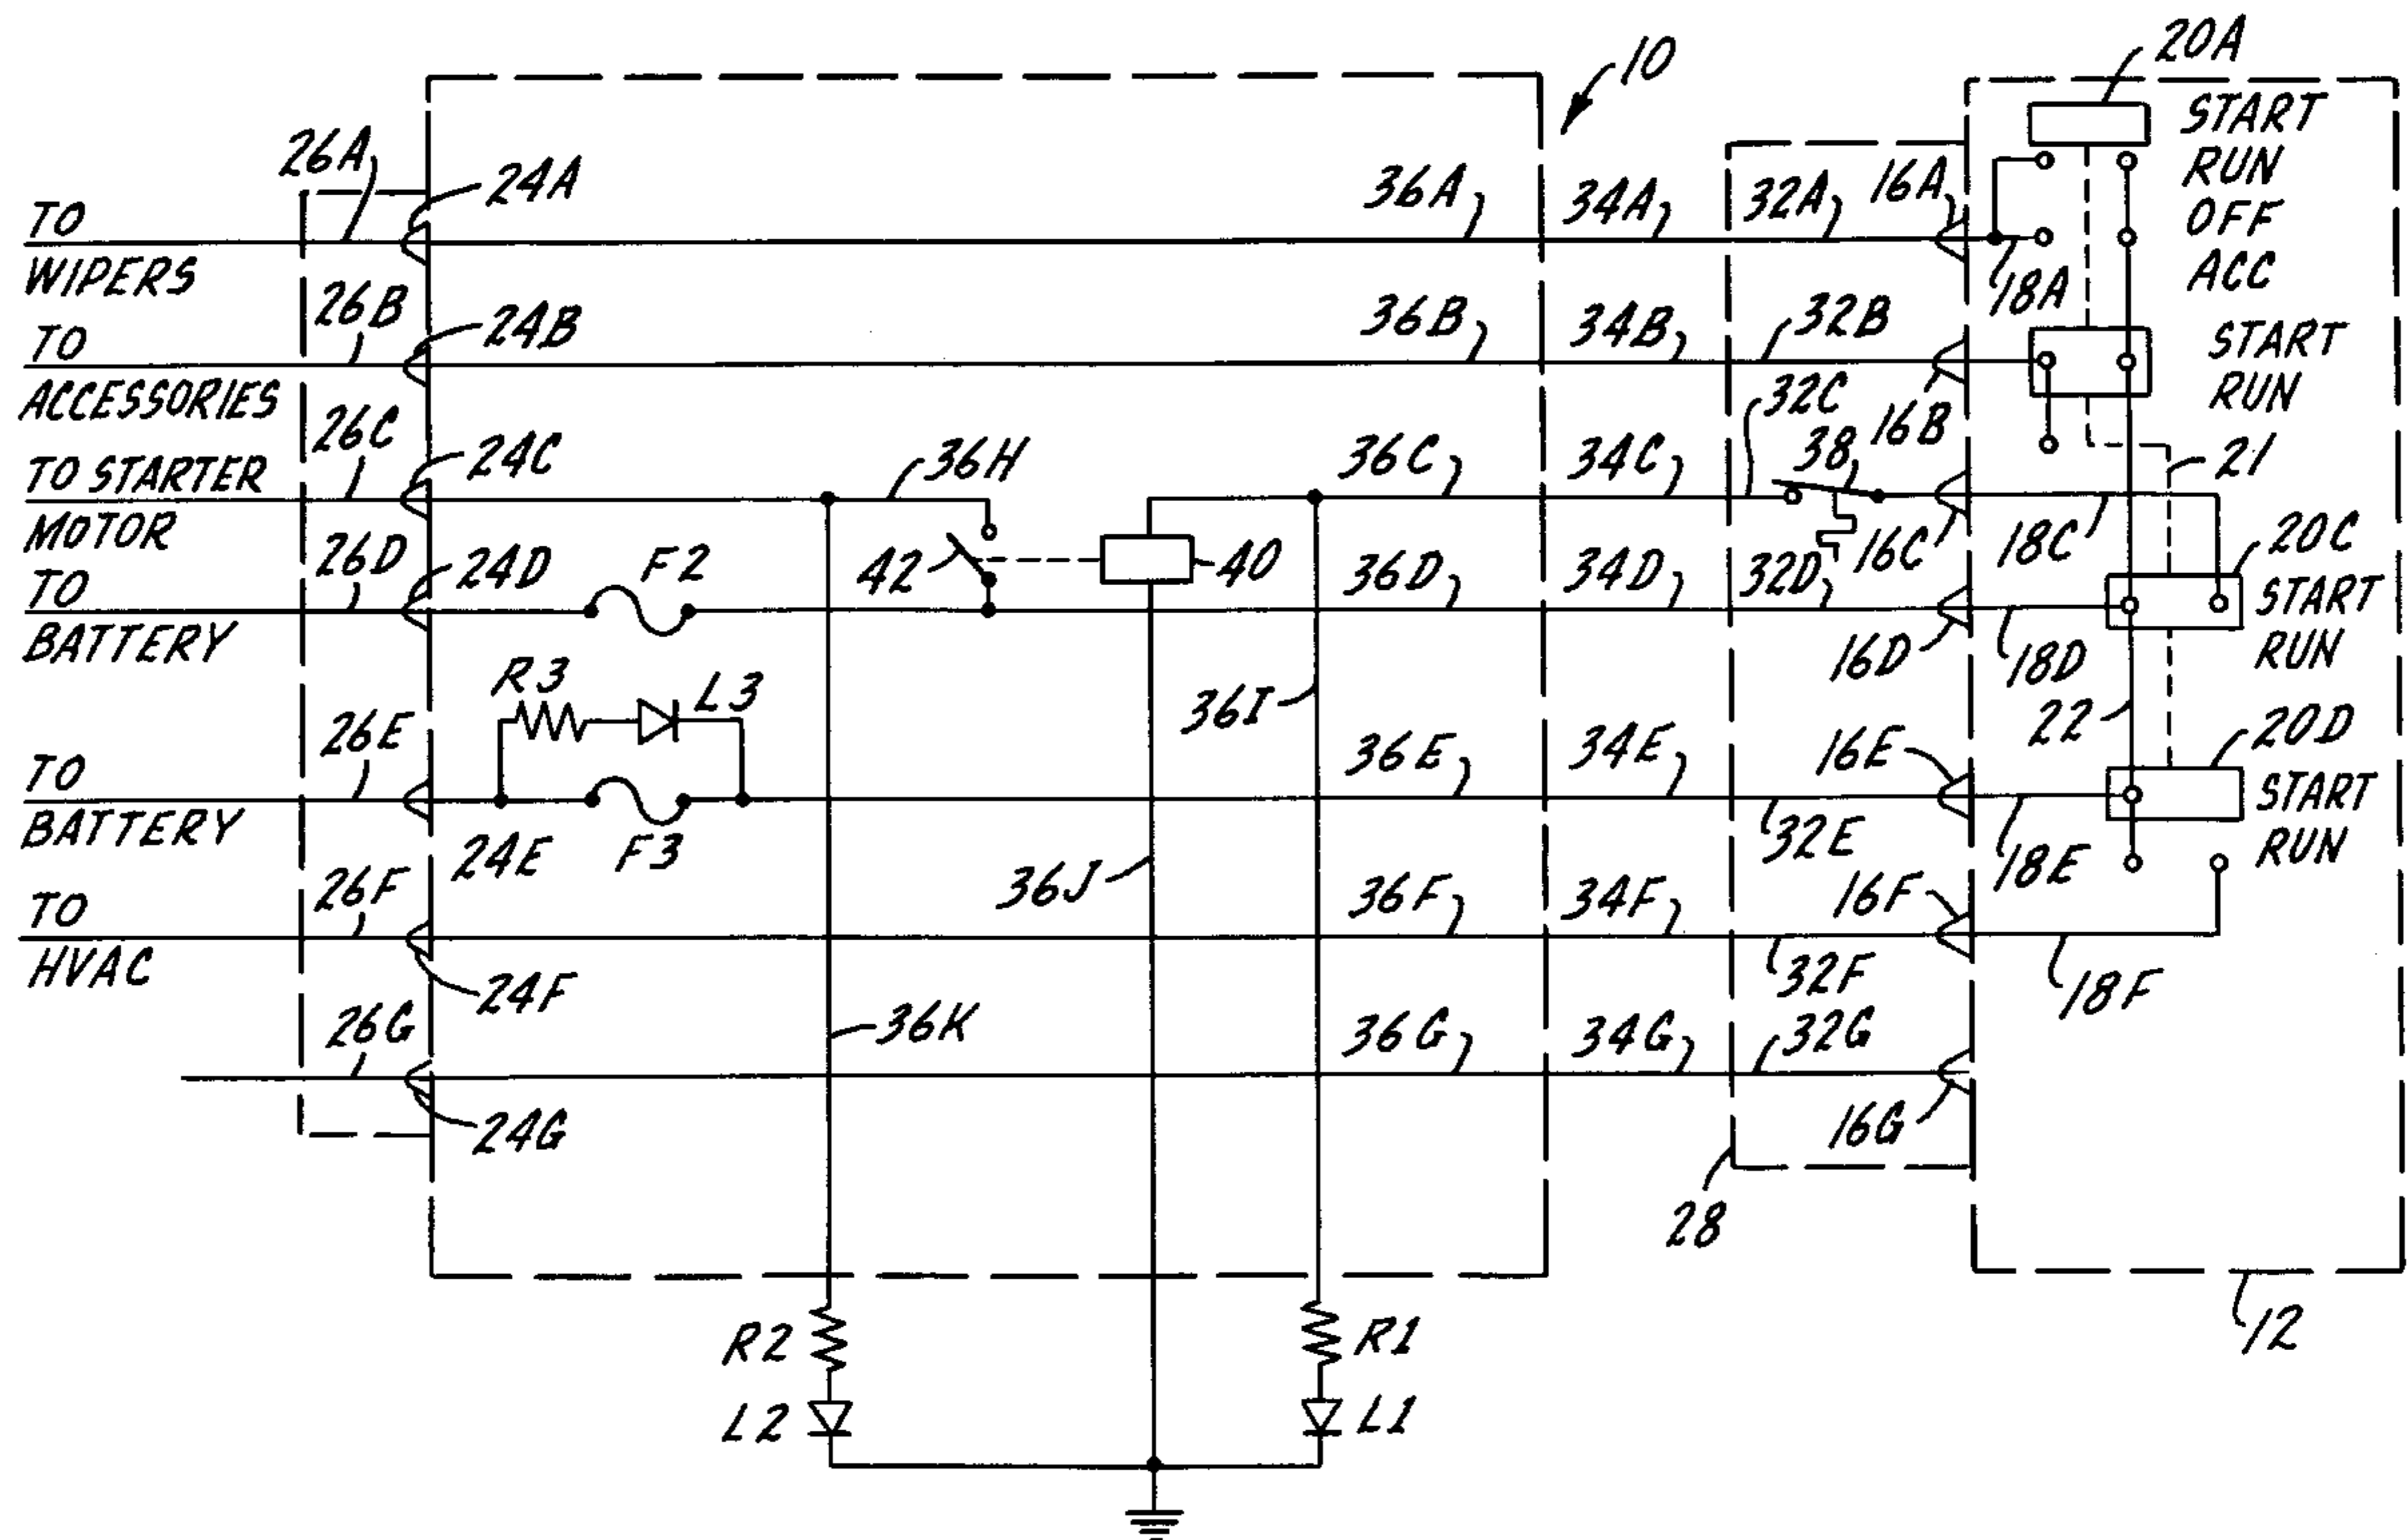 10
20A
START
RUN
OFF
ACC
26A
24A
36A
34A
32A
16A
18A
TO
WIPERS
26B
24B
36B
34B
32B
16B
START
RUN
TO
ACCESSORIES
26C
24C
36H
36C
34C
32C
38
16C
18C
21
20C
TO STARTER
MOTOR
26D
24D
F2
42
40
36D
34D
32D
16D
18D
START
RUN
TO
BATTERY
R3
L3
36I
22
20D
26E
24E
F3
36J
36E
34E
32E
16E
18E
START
RUN
TO
BATTERY
26F
24F
36F
34F
32F
16F
18F
TO
HVAC
26G
24G
36K
36G
34G
32G
16G
28
12
R2
R1
L2
L1